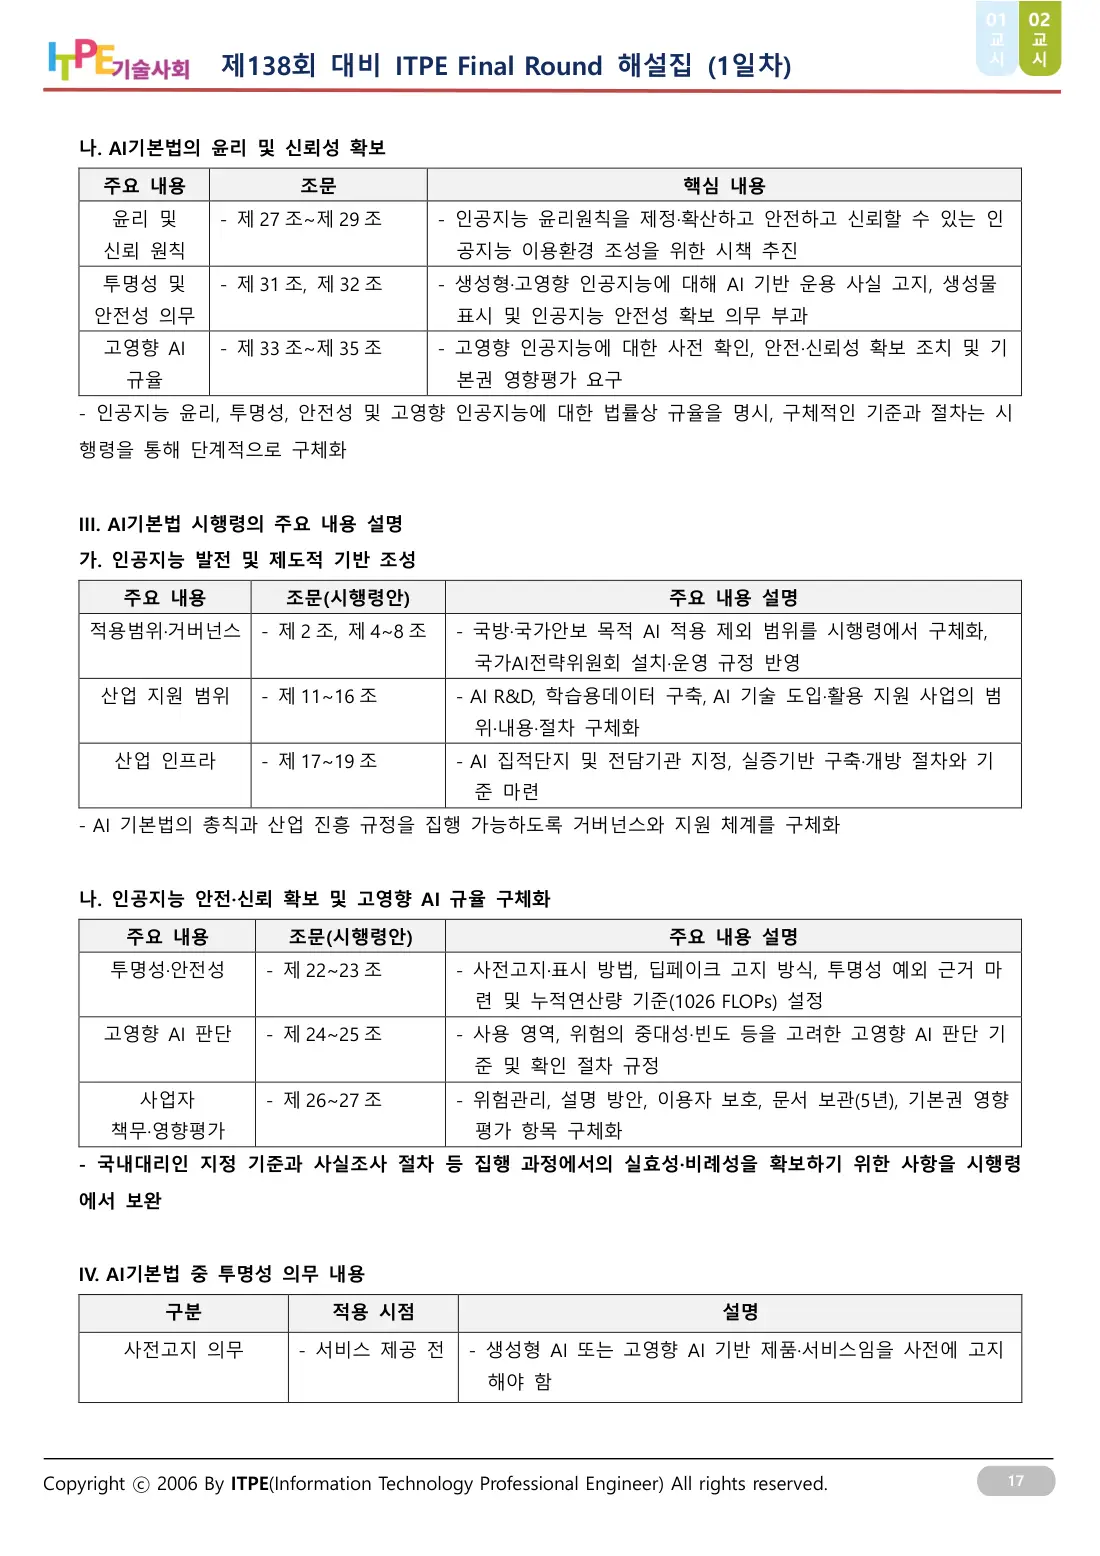 01
교
시
02
교
시
ITPE기술사회 제138회 대비 ITPE Final Round 해설집 (1일차)
나. AI기본법의 윤리 및 신뢰성 확보
주요 내용 조문 핵심 내용
윤리 및 - 제 27 조~제 29 조 - 인공지능 윤리원칙을 제정·확산하고 안전하고 신뢰할 수 있는 인
신뢰 원칙 공지능 이용환경 조성을 위한 시책 추진
투명성 및 - 제 31 조, 제 32 조 - 생성형·고영향 인공지능에 대해 AI 기반 운용 사실 고지, 생성물
안전성 의무 표시 및 인공지능 안전성 확보 의무 부과
고영향 AI - 제 33 조~제 35 조 - 고영향 인공지능에 대한 사전 확인, 안전·신뢰성 확보 조치 및 기
규율 본권 영향평가 요구
- 인공지능 윤리, 투명성, 안전성 및 고영향 인공지능에 대한 법률상 규율을 명시, 구체적인 기준과 절차는 시
행령을 통해 단계적으로 구체화
III. AI기본법 시행령의 주요 내용 설명
가. 인공지능 발전 및 제도적 기반 조성
주요 내용 조문(시행령안) 주요 내용 설명
적용범위·거버넌스 - 제 2 조, 제 4~8 조 - 국방·국가안보 목적 AI 적용 제외 범위를 시행령에서 구체화,
국가AI전략위원회 설치·운영 규정 반영
산업 지원 범위 - 제 11~16 조 - AI R&D, 학습용데이터 구축, AI 기술 도입·활용 지원 사업의 범
위·내용·절차 구체화
산업 인프라 - 제 17~19 조 - AI 집적단지 및 전담기관 지정, 실증기반 구축·개방 절차와 기
준 마련
- AI 기본법의 총칙과 산업 진흥 규정을 집행 가능하도록 거버넌스와 지원 체계를 구체화
나. 인공지능 안전·신뢰 확보 및 고영향 AI 규율 구체화
주요 내용 조문(시행령안) 주요 내용 설명
투명성·안전성 - 제 22~23 조 - 사전고지·표시 방법, 딥페이크 고지 방식, 투명성 예외 근거 마
련 및 누적연산량 기준(1026 FLOPs) 설정
고영향 AI 판단 - 제 24~25 조 - 사용 영역, 위험의 중대성·빈도 등을 고려한 고영향 AI 판단 기
준 및 확인 절차 규정
사업자 - 제 26~27 조 - 위험관리, 설명 방안, 이용자 보호, 문서 보관(5년), 기본권 영향
책무·영향평가 평가 항목 구체화
- 국내대리인 지정 기준과 사실조사 절차 등 집행 과정에서의 실효성·비례성을 확보하기 위한 사항을 시행령
에서 보완
IV. AI기본법 중 투명성 의무 내용
구분 적용 시점 설명
사전고지 의무 - 서비스 제공 전 - 생성형 AI 또는 고영향 AI 기반 제품·서비스임을 사전에 고지
해야 함
Copyright ⓒ 2006 By ITPE(Information Technology Professional Engineer) All rights reserved. 17